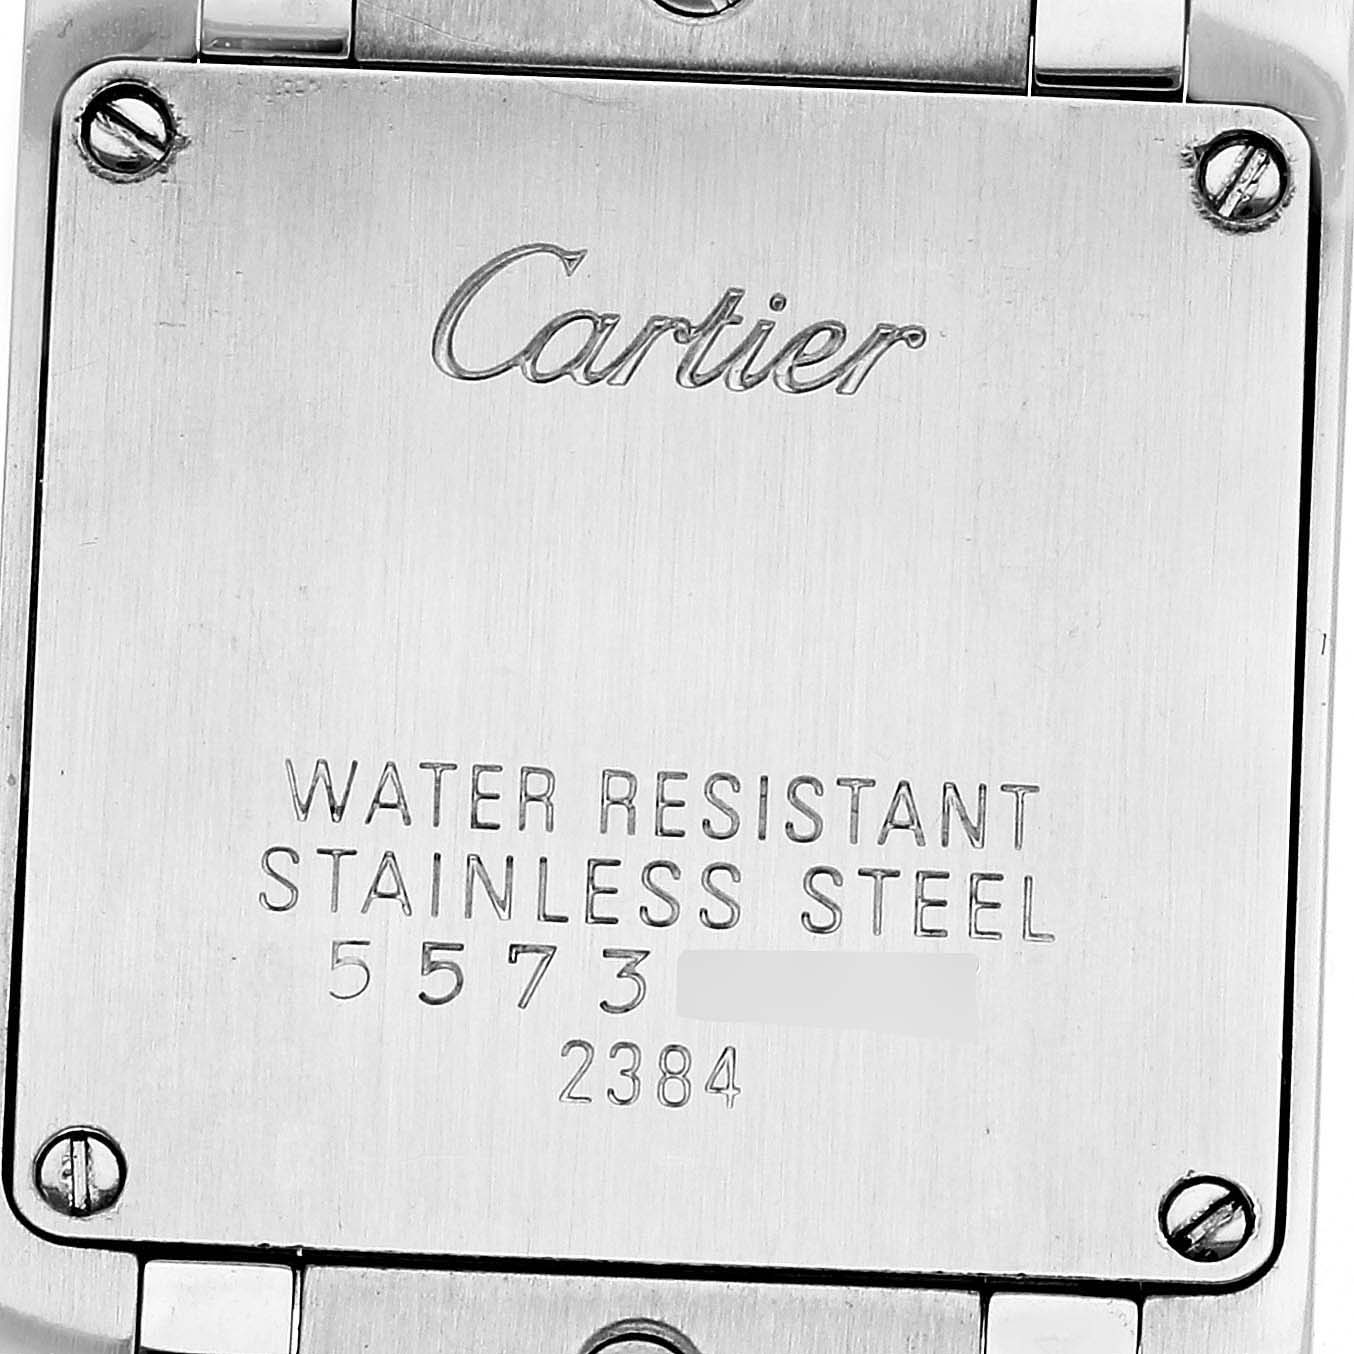 Cartier
WATER RESISTANT
STAINLESS STEEL
5573
2384